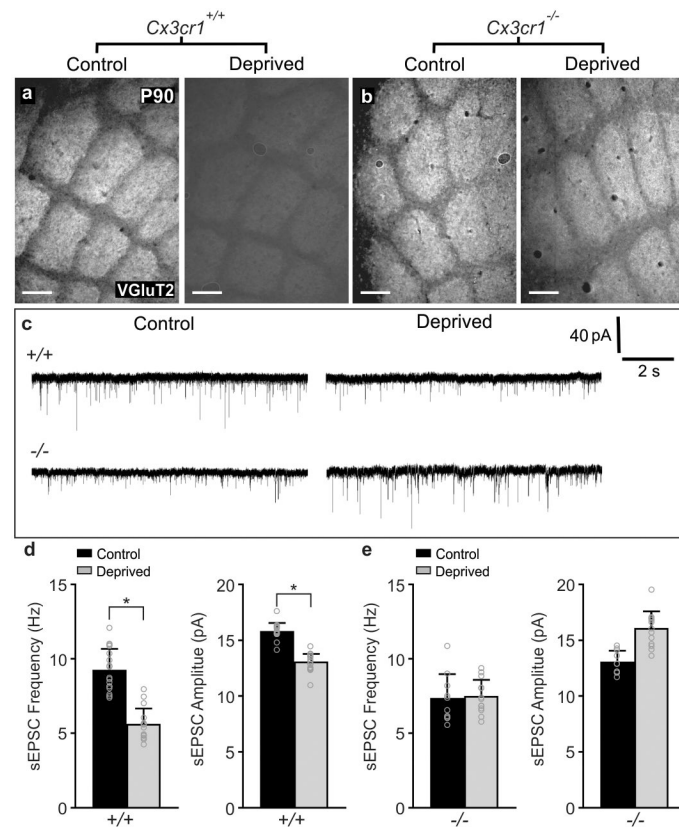 Cx3cr1+/+ Cx3cr1-/-
Control Deprived Control Deprived
a P90 b
VGluT2
c Control Deprived 40 pA
2 s
+/+
-/-
d Control e Control
Deprived Deprived
sEPSC Frequency (Hz) 15 10 5 0 * +/+
sEPSC Amplitue (pA) 20 15 10 5 0 * +/+
sEPSC Frequency (Hz) 15 10 5 0 -/-
sEPSC Amplitue (pA) 20 15 10 5 0 -/-